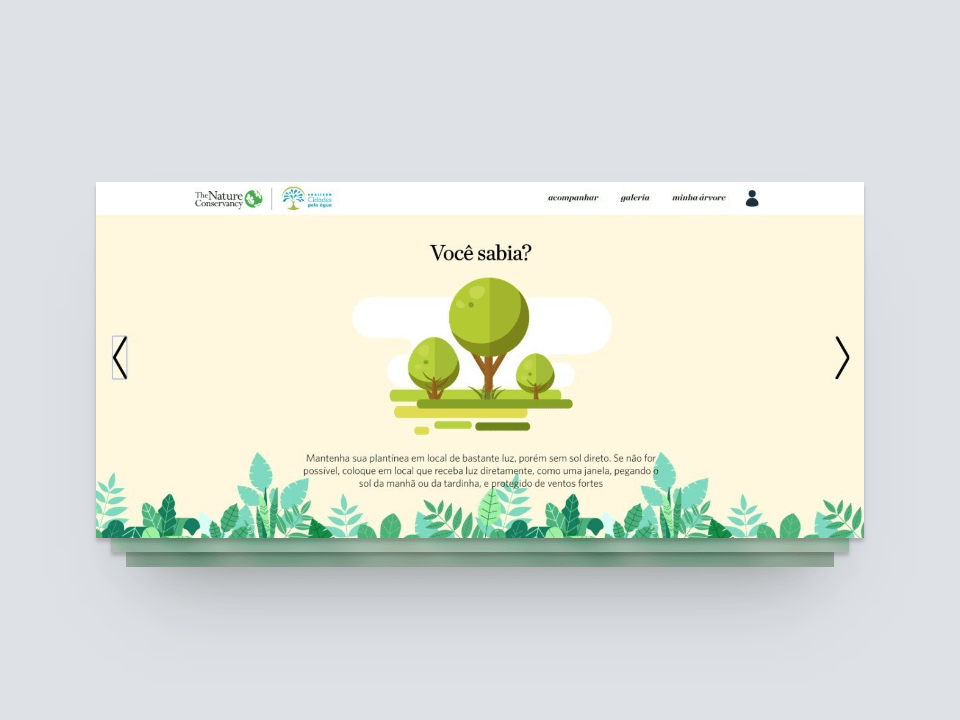 The Nature
Conservancy
Cidades
pela água
acompanhar galeria minha árvore
Você sabia?
Mantenha sua plantinea em local de bastante luz, porém sem sol direto. Se não for
possível, coloque em local que receba luz diretamente, como uma janela, pegando o
sol da manhã ou da tardinha, e protegido de ventos fortes